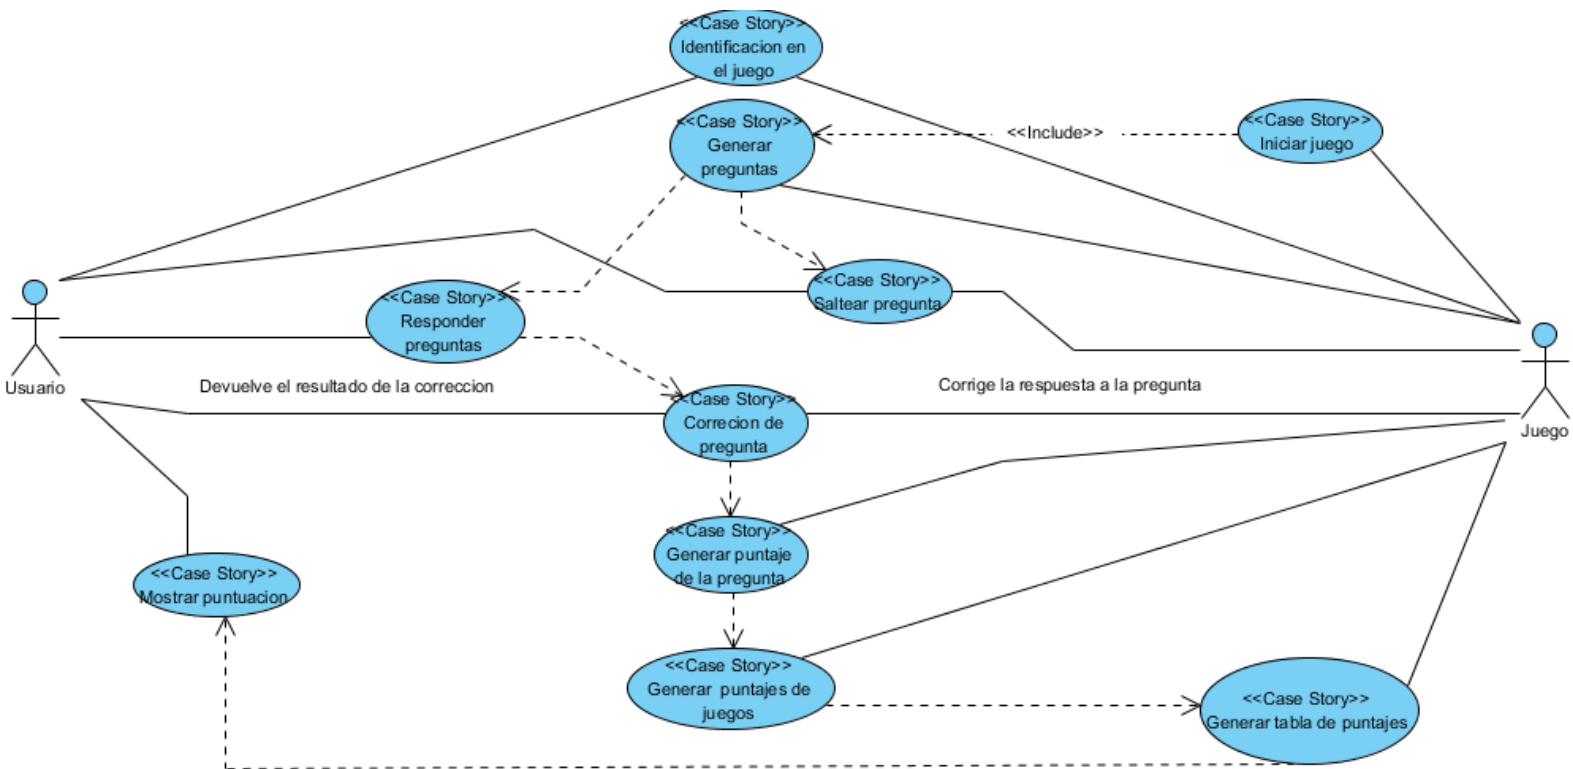 <<Case Story>>
Identificacion en
el juego
<<Case Story>>
Generar
preguntas
<<Include>>
<<Case Story>>
Iniciar juego
<<Case Story>>
Saltear pregunta
<<Case Story>>
Responder
preguntas
Usuario
Devuelve el resultado de la correccion
Corrige la respuesta a la pregunta
<<Case Story>>
Correcion de
pregunta
Juego
<<Case Story>>
Generar puntaje
de la pregunta
<<Case Story>>
Mostrar puntuacion
<<Case Story>>
Generar puntajes de
juegos
<<Case Story>>
Generar tabla de puntajes